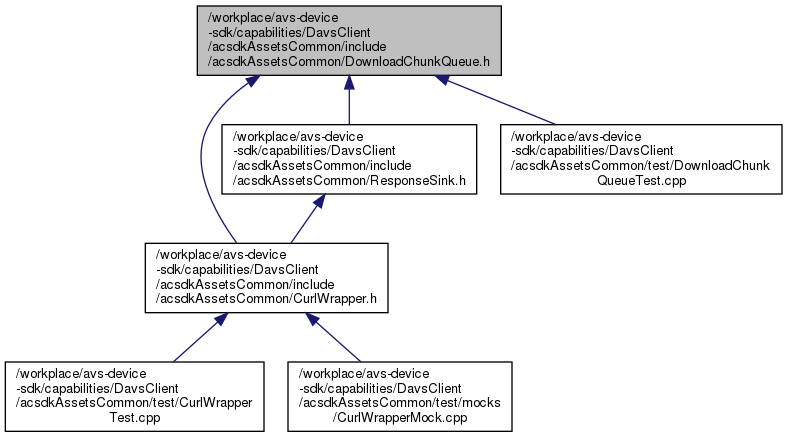 /workplace/avs-device
-sdk/capabilities/DavsClient
/acsdkAssetsCommon/include
/acsdkAssetsCommon/DownloadChunkQueue.h
/workplace/avs-device
-sdk/capabilities/DavsClient
/acsdkAssetsCommon/include
/acsdkAssetsCommon/ResponseSink.h
/workplace/avs-device
-sdk/capabilities/DavsClient
/acsdkAssetsCommon/test/DownloadChunk
QueueTest.cpp
/workplace/avs-device
-sdk/capabilities/DavsClient
/acsdkAssetsCommon/include
/acsdkAssetsCommon/CurlWrapper.h
/workplace/avs-device
-sdk/capabilities/DavsClient
/acsdkAssetsCommon/test/CurlWrapper
Test.cpp
/workplace/avs-device
-sdk/capabilities/DavsClient
/acsdkAssetsCommon/test/mocks
/CurlWrapperMock.cpp